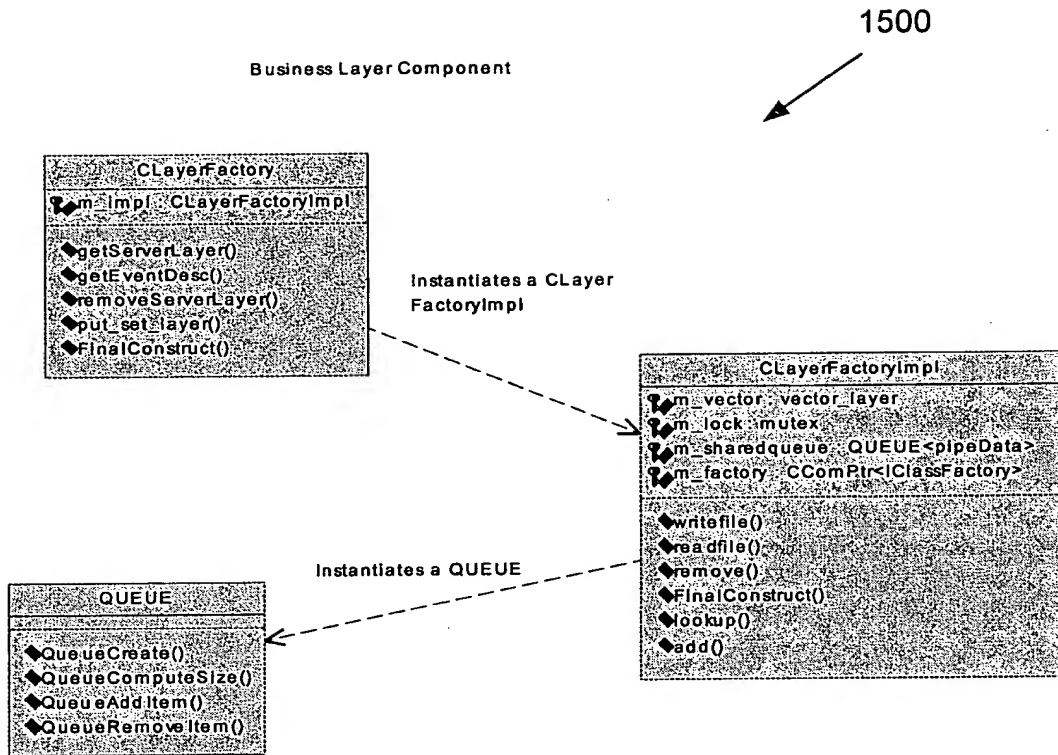 1500
Business Layer Component
CLayerFactory
m_Impl : CLayerFactoryImpl
getServerLayer()
getEventDesc()
removeServerLayer()
put_set_layer()
FinalConstruct()
Instantiates a CLayer
FactoryImpl
CLayerFactoryImpl
m_vector : vector_layer
m_lock : mutex
m_sharedqueue : QUEUE<pipeData>
m_factory : CComPtr<IClassFactory>
writefile()
readfile()
remove()
FinalConstruct()
lookup()
add()
Instantiates a QUEUE
QUEUE
QueueCreate()
QueueComputeSize()
QueueAddItem()
QueueRemoveItem()